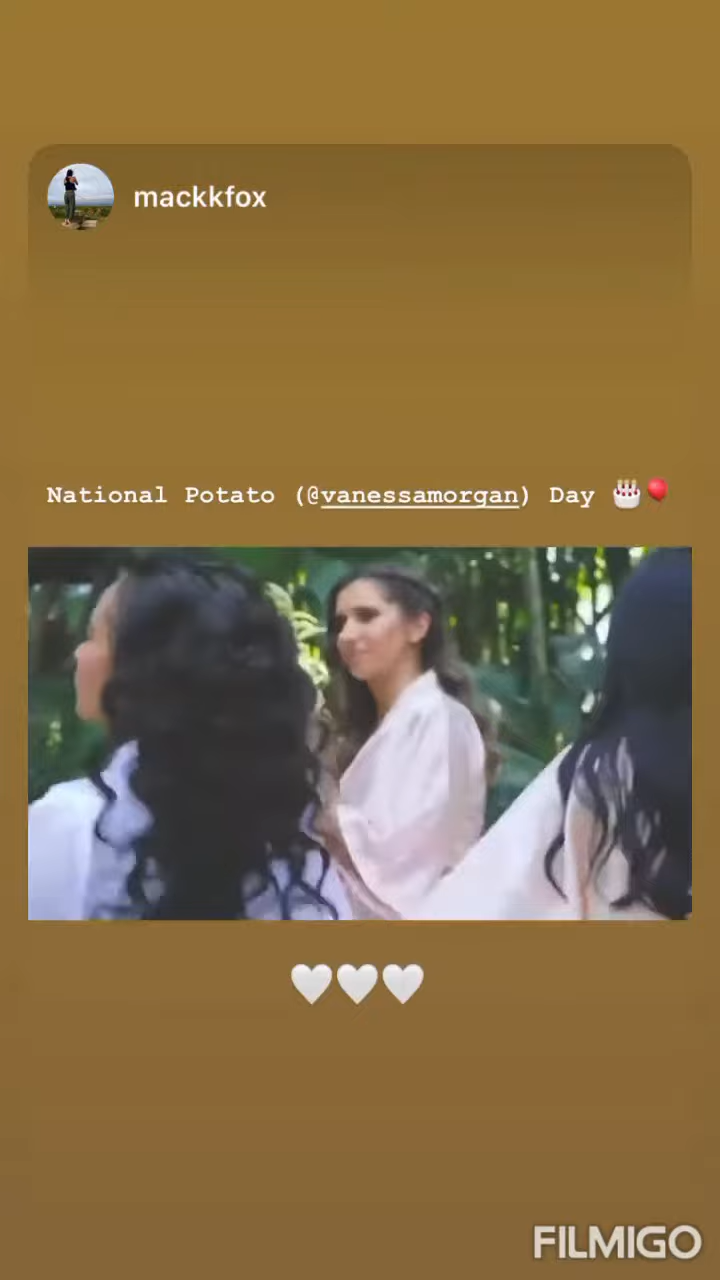 mackkfox
National Potato (@vanessamorgan) Day 🎂🎈
🤍🤍🤍
FILMIGO